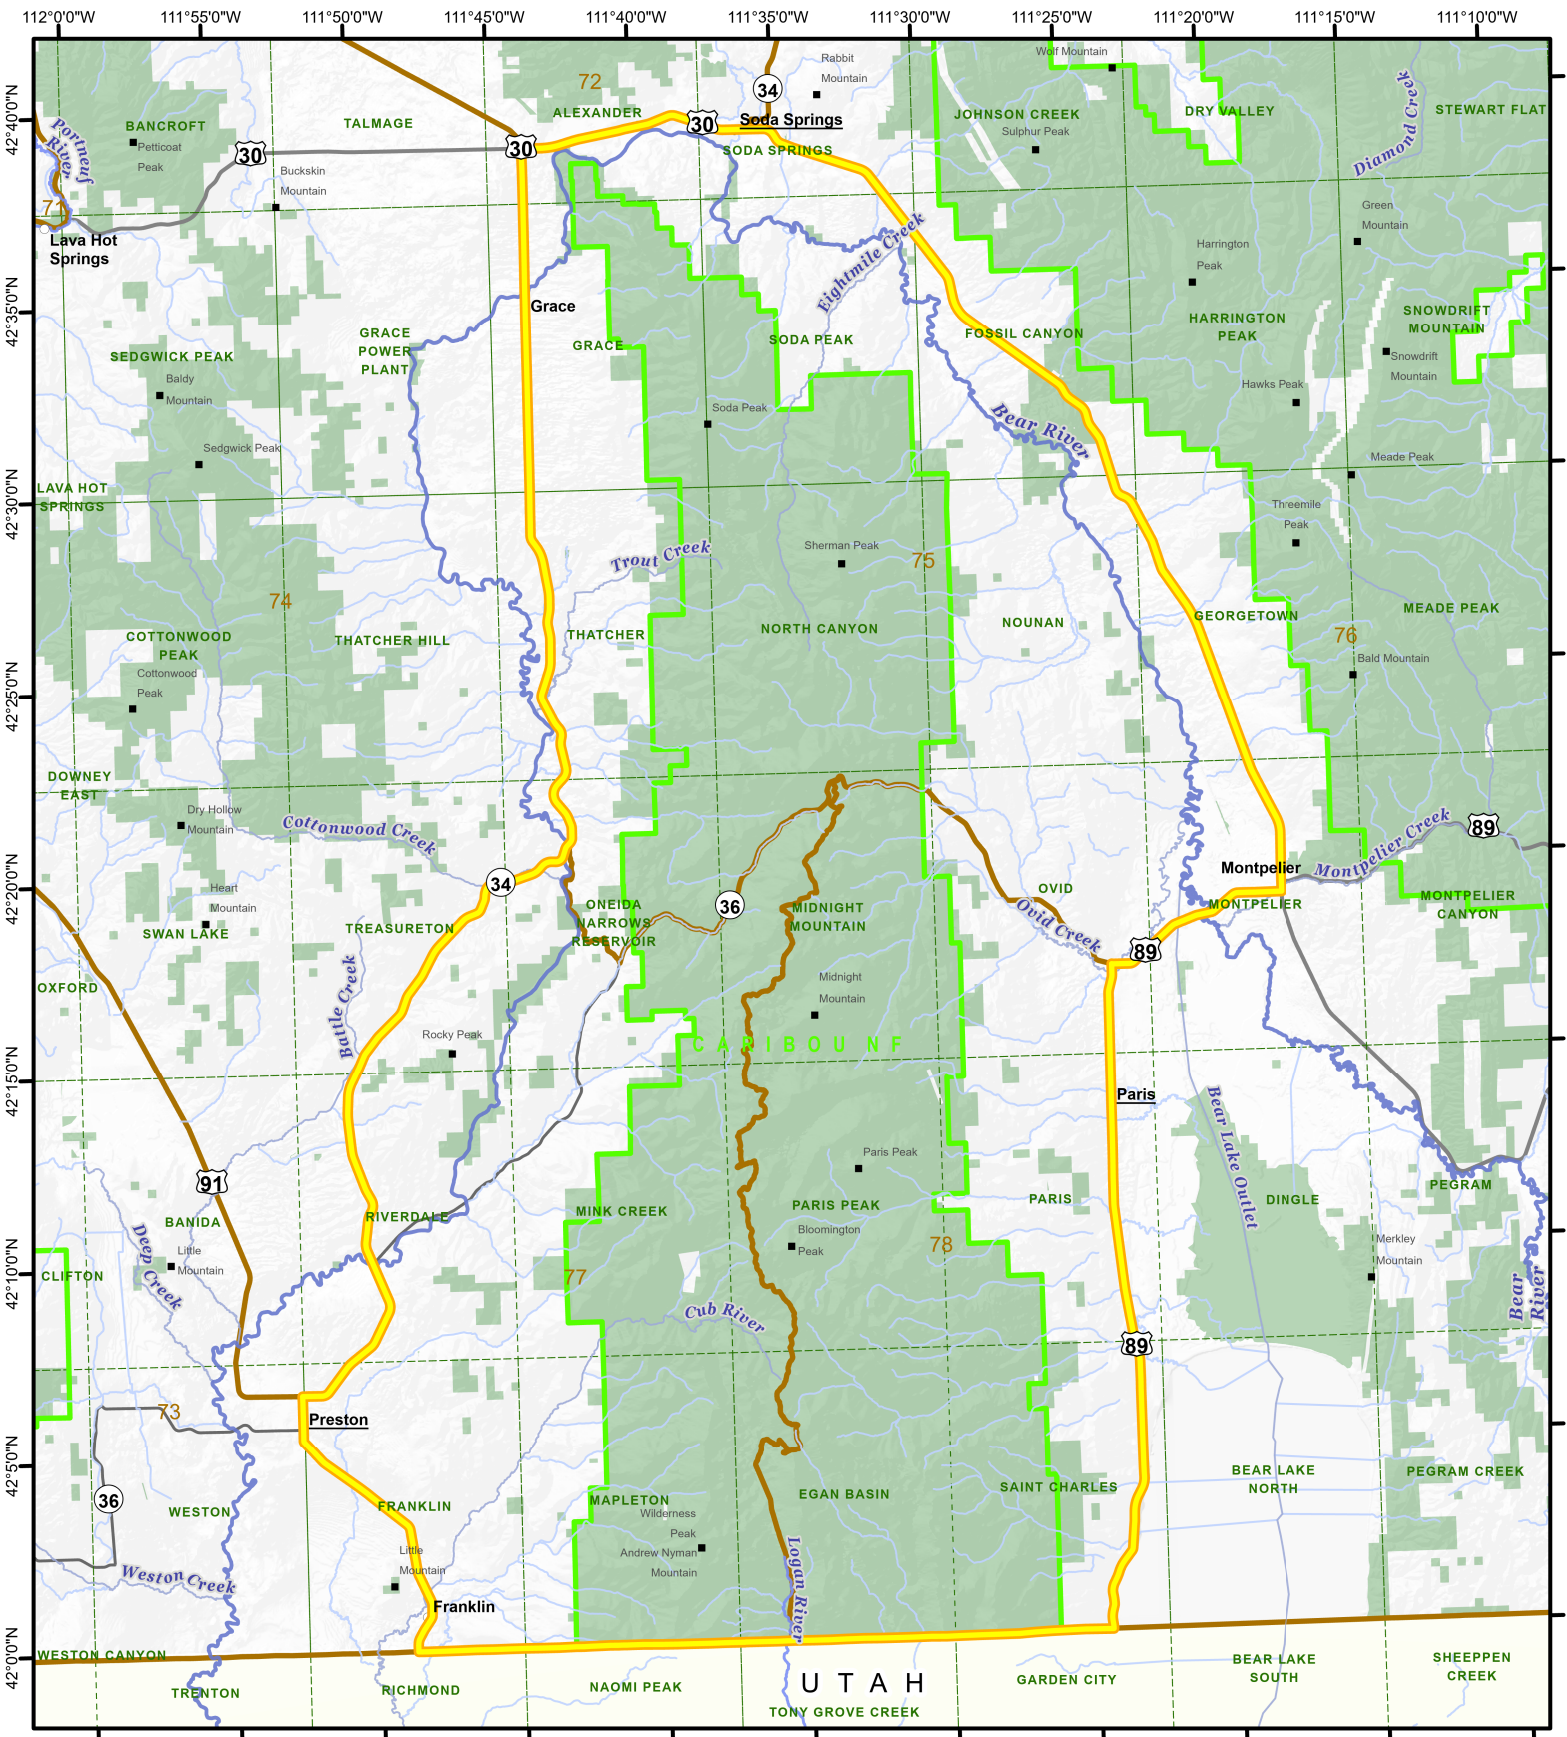 112°0'0"W 111°55'0"W 111°50'0"W 111°45'0"W 111°40'0"W 111°35'0"W 111°30'0"W 111°25'0"W 111°20'0"W 111°15'0"W 111°10'0"W
42°40'0"N
42°35'0"N
42°30'0"N
42°25'0"N
42°20'0"N
42°15'0"N
42°10'0"N
42°5'0"N
42°0'0"N
72
Rabbit
Mountain
Wolf Mountain
34
ALEXANDER
JOHNSON CREEK
DRY VALLEY
STEWART FLAT
Diamond Creek
Portneuf
River
BANCROFT
Petticoat
Peak
TALMAGE
30
30
30
Soda Springs
SODA SPRINGS
Sulphur Peak
Buckskin
Mountain
71
Lava Hot
Springs
Green
Mountain
Harrington
Peak
Eightmile Creek
Grace
GRACE
POWER
PLANT
GRACE
SODA PEAK
FOSSIL CANYON
HARRINGTON
PEAK
SNOWDRIFT
MOUNTAIN
Snowdrift
Mountain
SEDGWICK PEAK
Baldy
Mountain
Hawks Peak
Soda Peak
Bear River
Sedgwick Peak
Meade Peak
LAVA HOT
SPRINGS
Threemile
Peak
Trout Creek
Sherman Peak
75
74
COTTONWOOD
PEAK
Cottonwood
Peak
THATCHER HILL
THATCHER
NORTH CANYON
NOUNAN
GEORGETOWN
MEADE PEAK
76
Bald Mountain
DOWNEY
EAST
Dry Hollow
Mountain
Cottonwood Creek
89
Montpelier Creek
Montpelier
34
Heart
Mountain
SWAN LAKE
TREASURETON
ONEIDA
NARROWS
RESERVOIR
36
MIDNIGHT
MOUNTAIN
OVID
Ovid Creek
MONTPELIER
MONTPELIER
CANYON
89
OXFORD
Battle Creek
Midnight
Mountain
Rocky Peak
CARIBOU NF
Paris
Bear Lake Outlet
Paris Peak
91
BANIDA
RIVERDALE
MINK CREEK
PARIS PEAK
PARIS
DINGLE
PEGRAM
Bloomington
Peak
Deep Creek
Little
Mountain
CLIFTON
77
78
Merkley
Mountain
Bear
River
Cub River
89
73
Preston
36
WESTON
FRANKLIN
MAPLETON
EGAN BASIN
SAINT CHARLES
BEAR LAKE
NORTH
PEGRAM CREEK
Wilderness
Peak
Andrew Nyman
Mountain
Little
Mountain
Weston Creek
Logan River
Franklin
WESTON CANYON
TRENTON
RICHMOND
NAOMI PEAK
UTAH
TONY GROVE CREEK
GARDEN CITY
BEAR LAKE
SOUTH
SHEEPPEN
CREEK